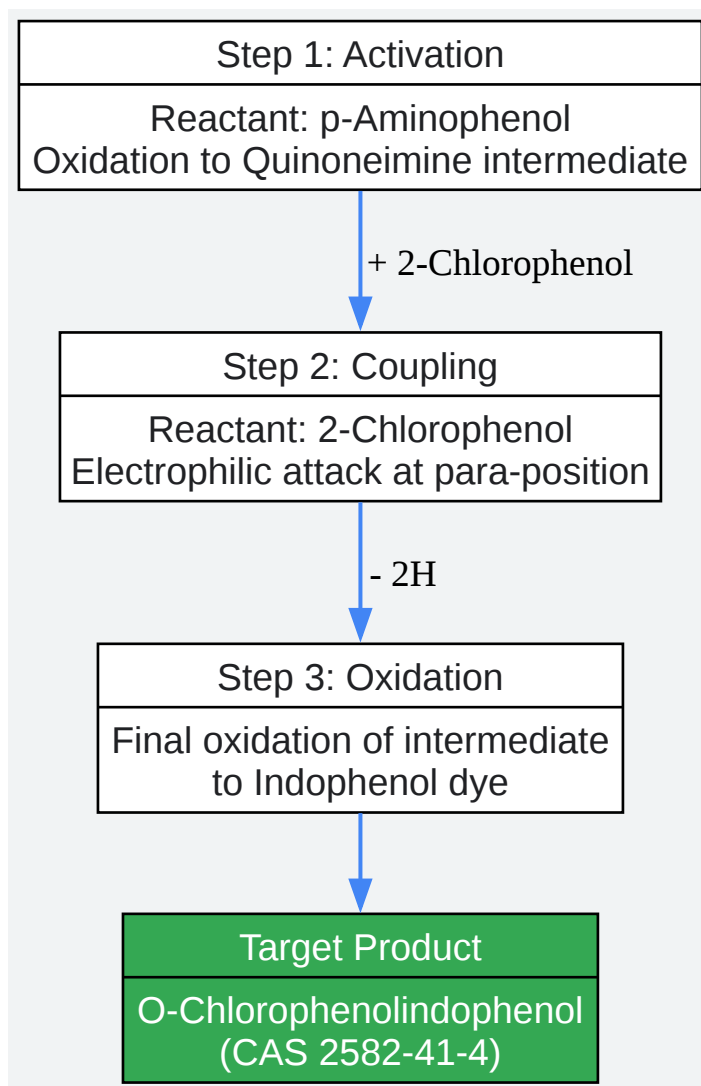 Step 1: Activation
Reactant: p-Aminophenol
Oxidation to Quinoneimine intermediate
+ 2-Chlorophenol
Step 2: Coupling
Reactant: 2-Chlorophenol
Electrophilic attack at para-position
- 2H
Step 3: Oxidation
Final oxidation of intermediate
to Indophenol dye
Target Product
O-Chlorophenolindophenol
(CAS 2582-41-4)